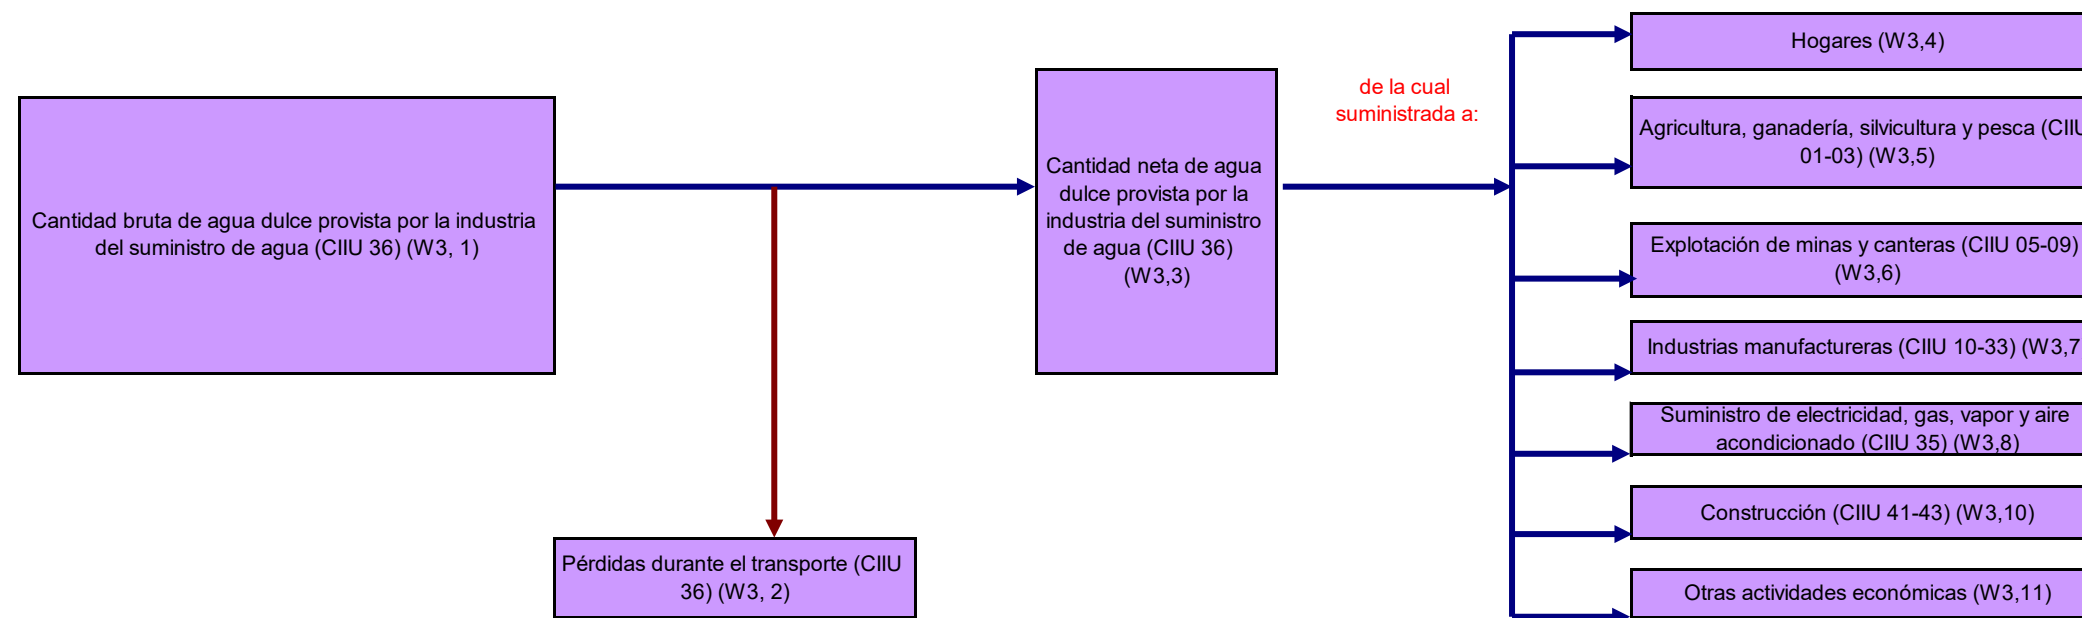 Cantidad bruta de agua dulce provista por la industria
del suministro de agua (CIIU 36) (W3, 1)
Pérdidas durante el transporte (CIIU
36) (W3, 2)
Cantidad neta de agua
dulce provista por la
industria del suministro
de agua (CIIU 36)
(W3,3)
de la cual
suministrada a:
Hogares (W3,4)
Agricultura, ganadería, silvicultura y pesca (CIIU
01-03) (W3,5)
Explotación de minas y canteras (CIIU 05-09)
(W3,6)
Industrias manufactureras (CIIU 10-33) (W3,7
Suministro de electricidad, gas, vapor y aire
acondicionado (CIIU 35) (W3,8)
Construcción (CIIU 41-43) (W3,10)
Otras actividades económicas (W3,11)